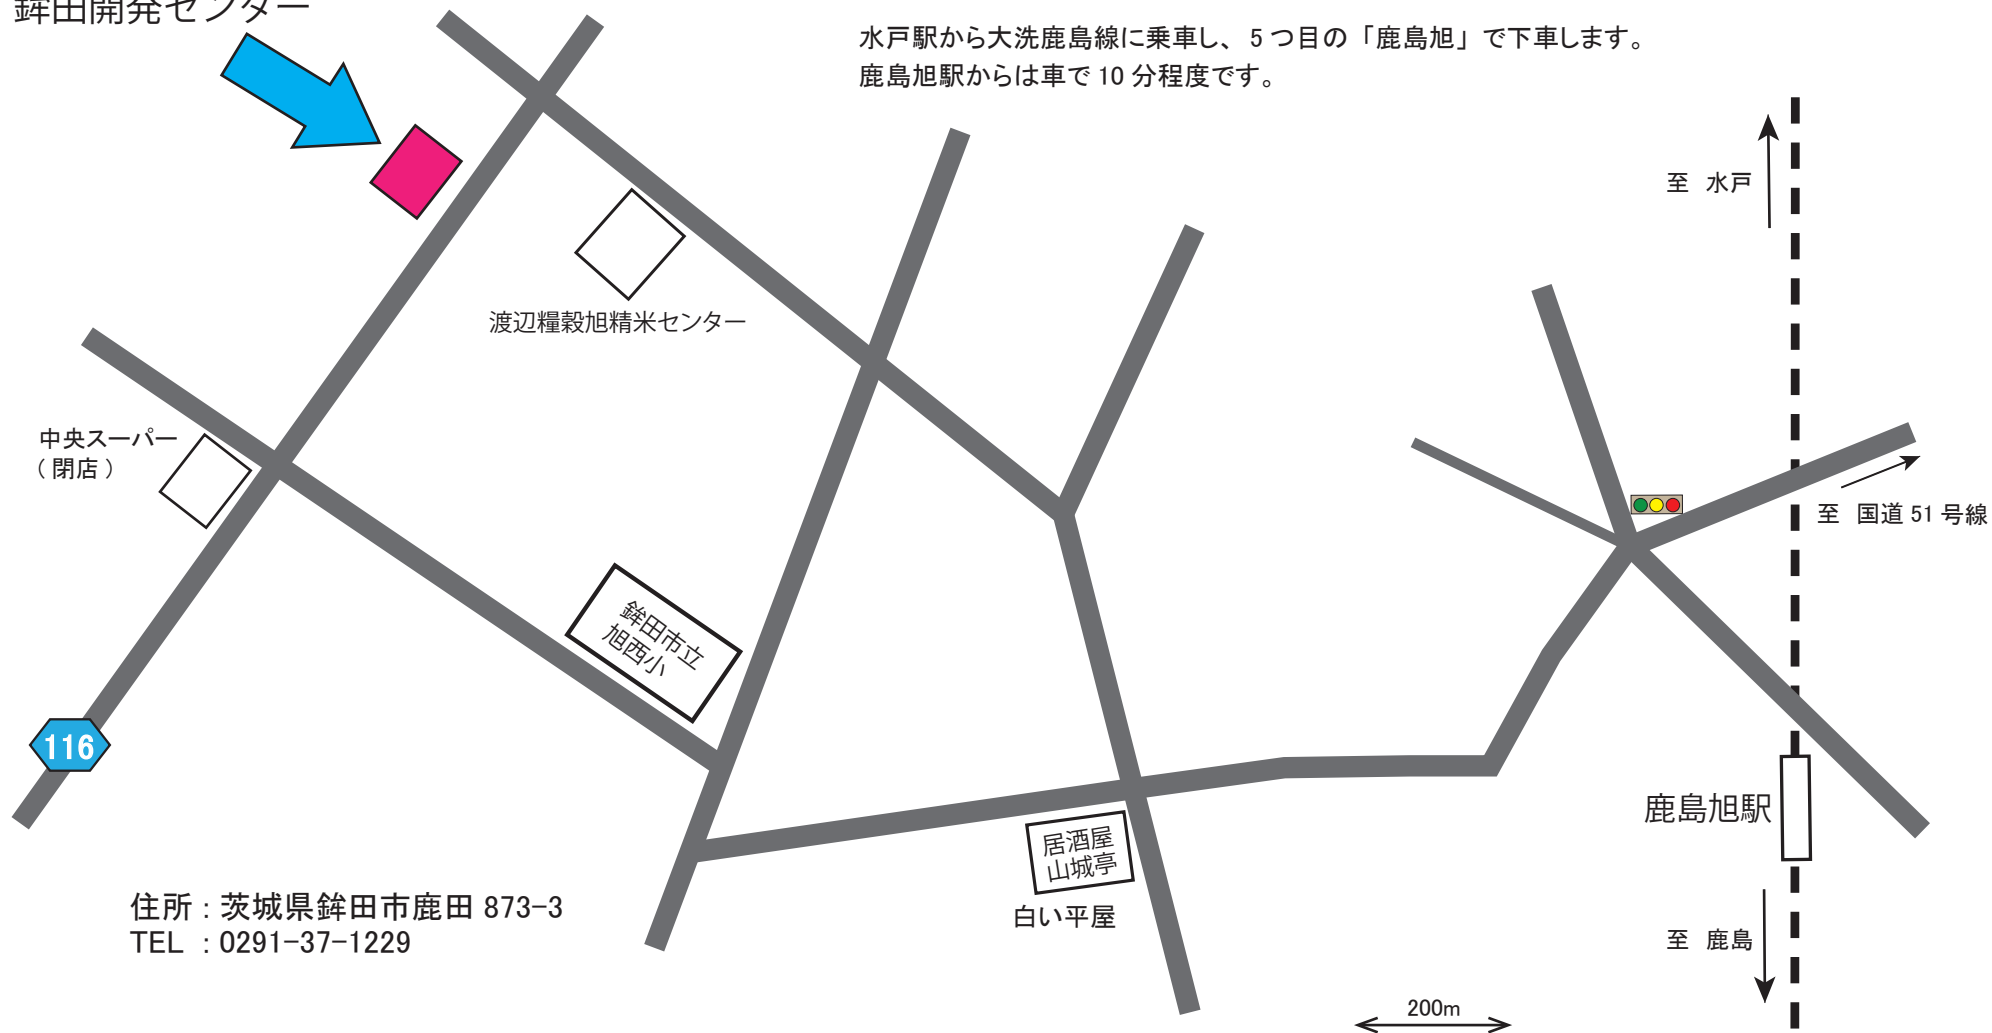 鉾田開発センター
水戸駅から大洗鹿島線に乗車し、5つ目の「鹿島旭」で下車します。
鹿島旭駅からは車で10分程度です。
至 水戸
渡辺糧穀旭精米センター
中央スーパー
(閉店)
至 国道51号線
鉾田市立
旭西小
116
鹿島旭駅
居酒屋
山城亭
白い平屋
住所:茨城県鉾田市鹿田873-3
TEL :0291-37-1229
至 鹿島
200m